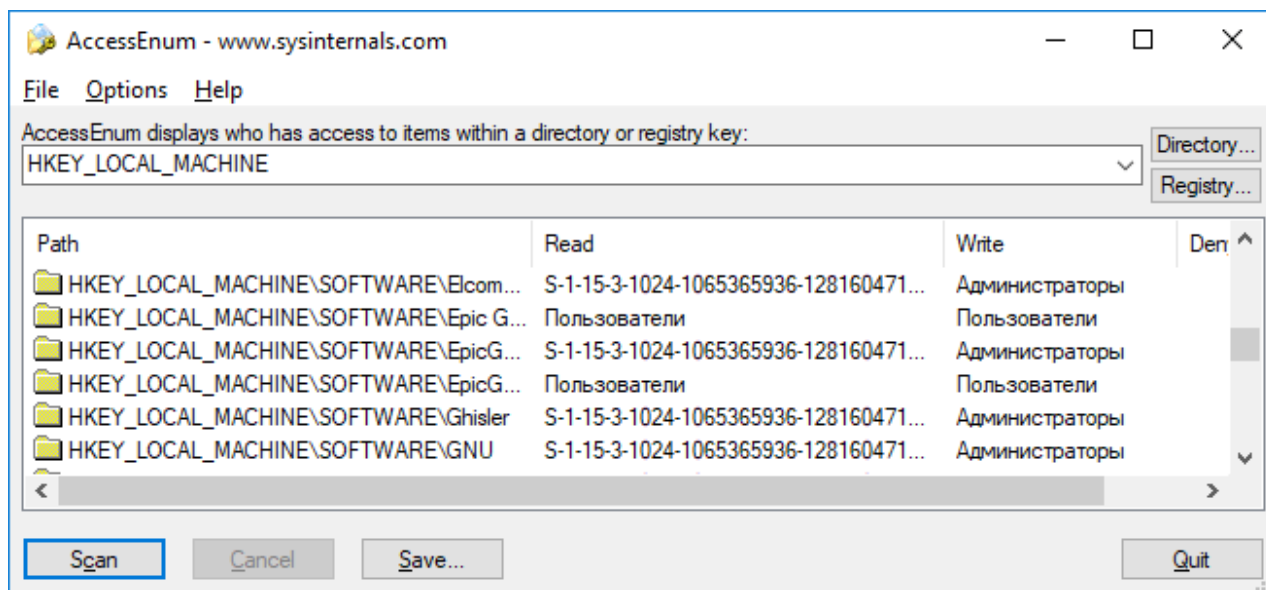 AccessEnum - www.sysinternals.com
File Options Help
AccessEnum displays who has access to items within a directory or registry key:
Directory...
HKEY_LOCAL_MACHINE
Registry...
Path Read Write Den
HKEY_LOCAL_MACHINE\SOFTWARE\Elcom... S-1-15-3-1024-1065365936-128160471... Администраторы
HKEY_LOCAL_MACHINE\SOFTWARE\Epic G... Пользователи Пользователи
HKEY_LOCAL_MACHINE\SOFTWARE\EpicG... S-1-15-3-1024-1065365936-128160471... Администраторы
HKEY_LOCAL_MACHINE\SOFTWARE\EpicG... Пользователи Пользователи
HKEY_LOCAL_MACHINE\SOFTWARE\Ghisler S-1-15-3-1024-1065365936-128160471... Администраторы
HKEY_LOCAL_MACHINE\SOFTWARE\GNU S-1-15-3-1024-1065365936-128160471... Администраторы
Scan Cancel Save... Quit